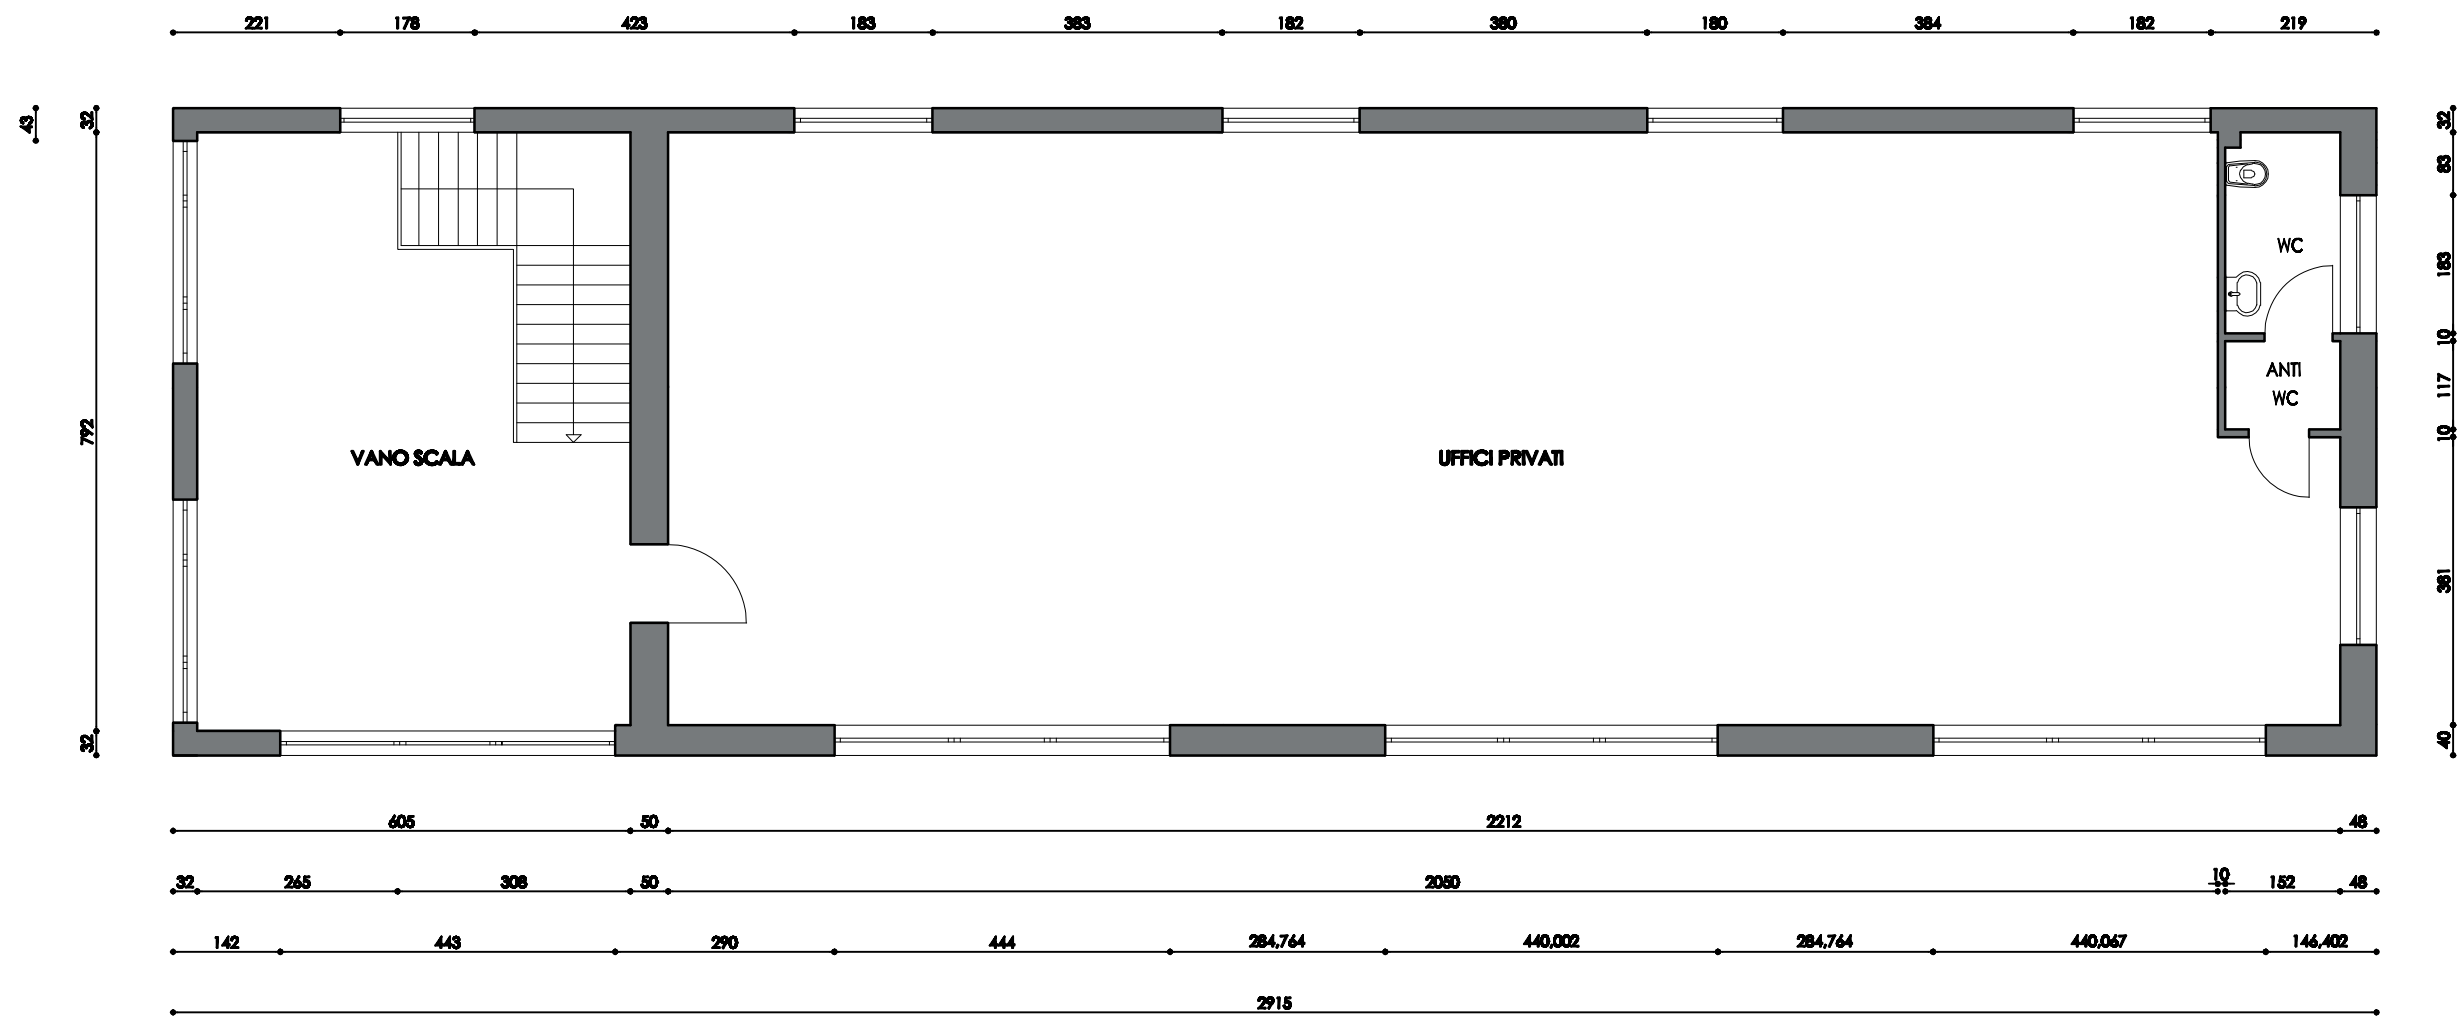 221 178 423 183 383 182 380 180 384 182 219
43
32
792
32
32
83
183
10
117
10
381
40
WC
ANTI
WC
VANO SCALA
UFFICI PRIVATI
605 50 2212 48
32 265 308 50 2050 10 152 48
142 443 290 444 284,764 440,002 284,764 440,067 146,402
2915